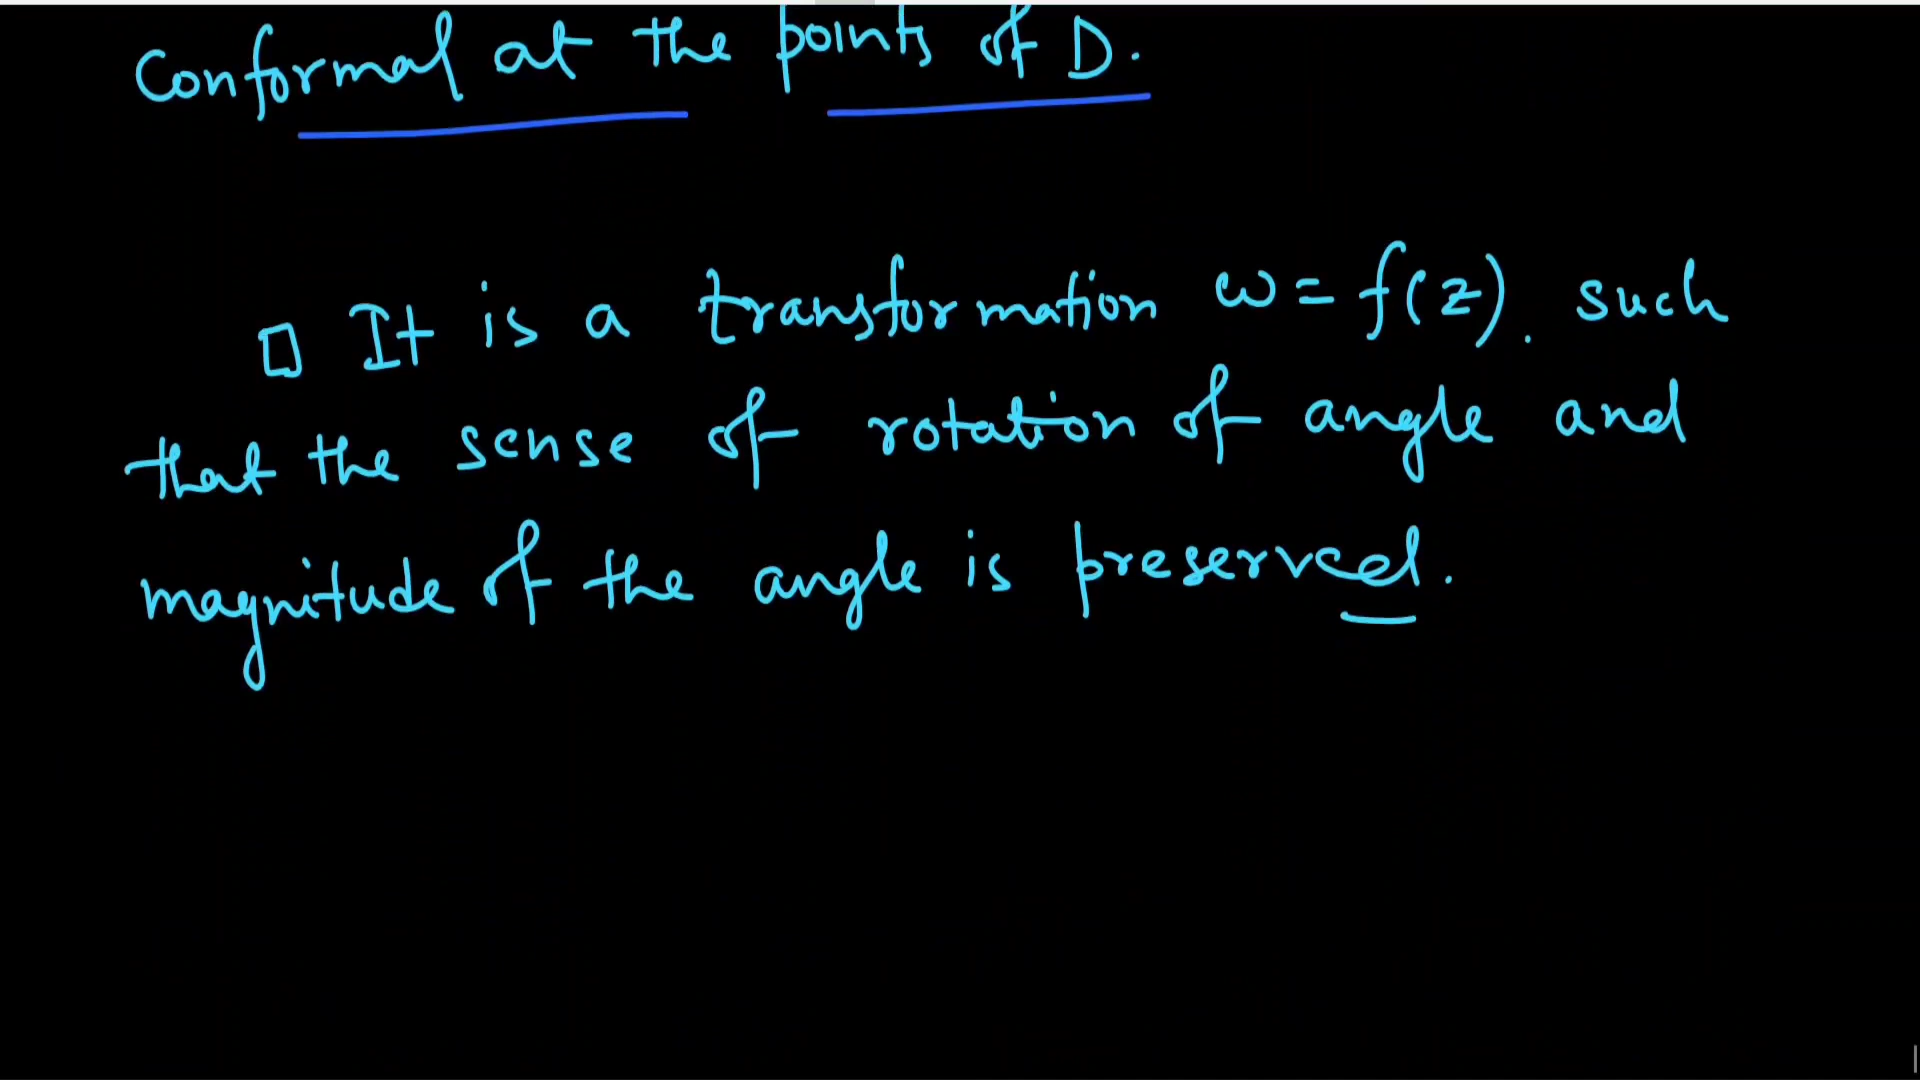 Conformal at the points of D.
□ It is a transformation ω = f(z). such
that the sense of rotation of angle and
magnitude of the angle is preserved.